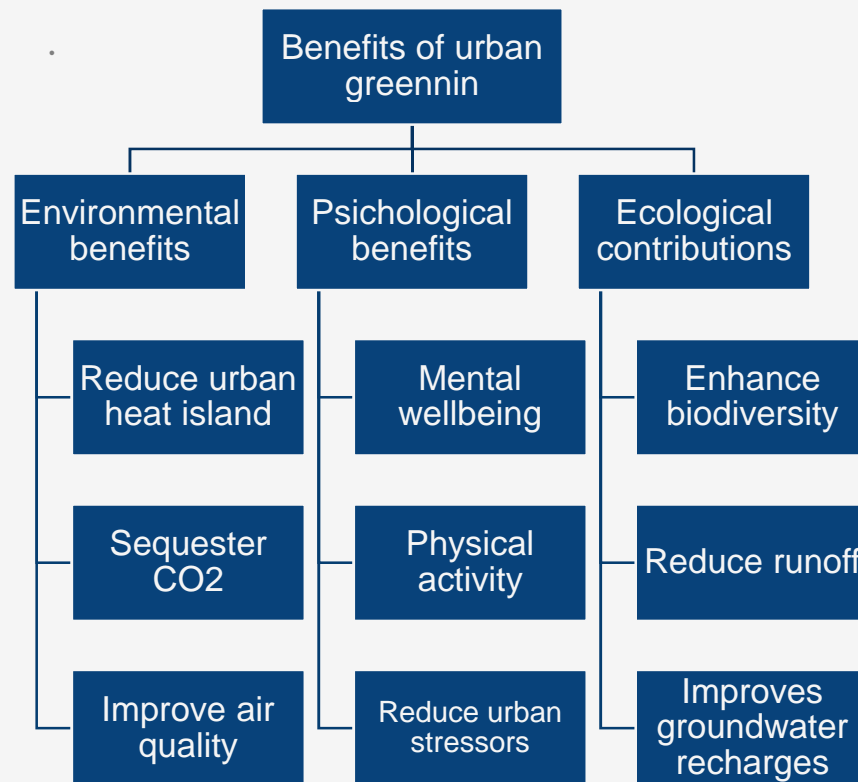 Benefits of urban
greennin
Environmental
benefits
Psichological
benefits
Ecological
contributions
Reduce urban
heat island
Mental
wellbeing
Enhance
biodiversity
Sequester
CO2
Physical
activity
Reduce runoff
Improve air
quality
Reduce urban
stressors
Improves
groundwater
recharges